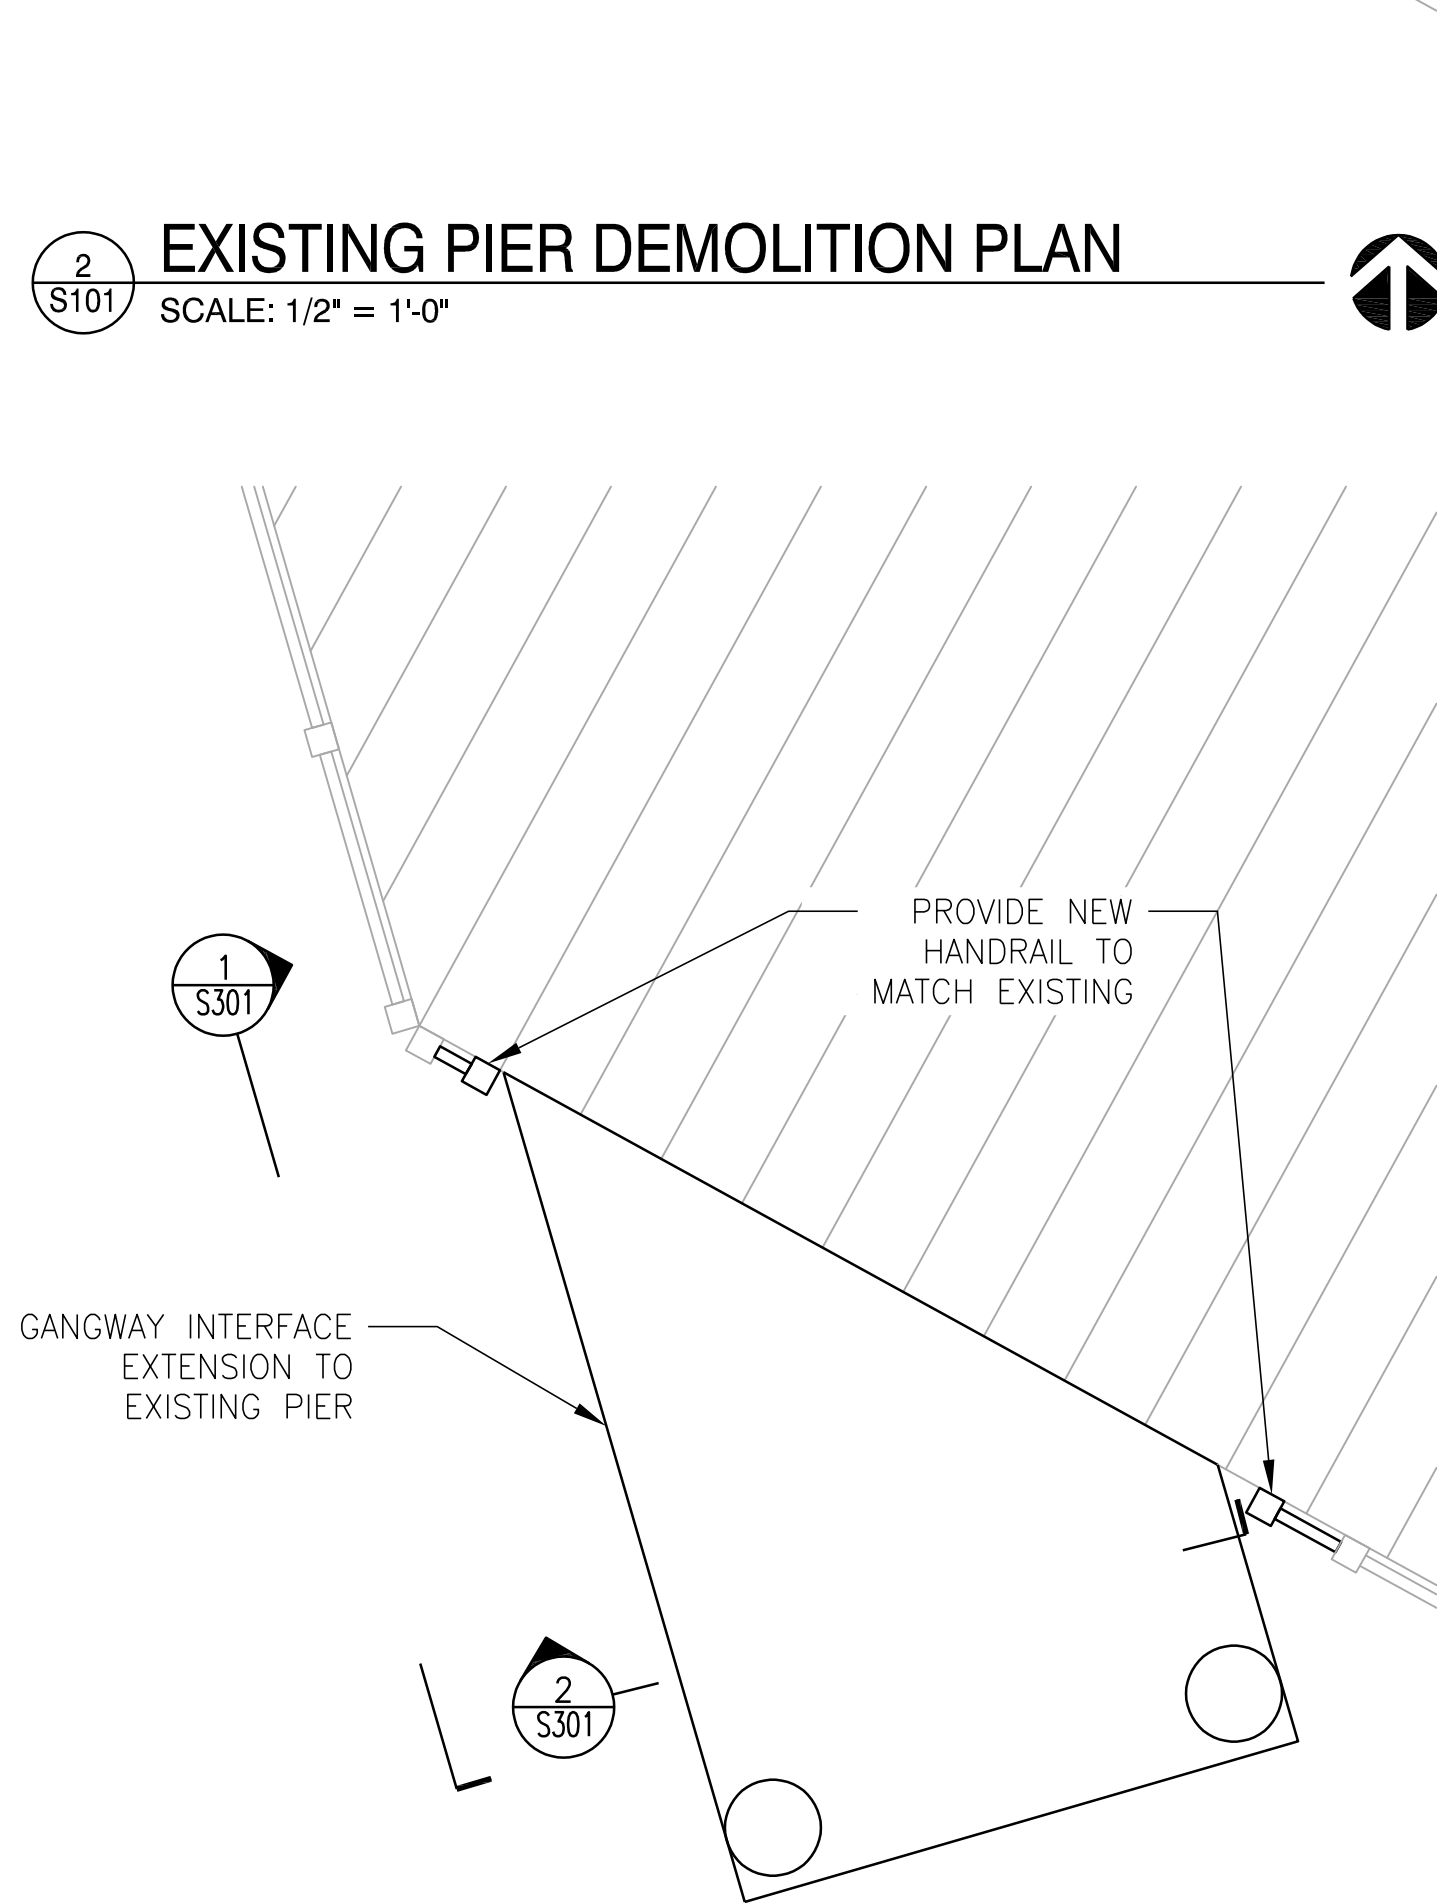 EXISTING PIER DEMOLITION PLAN
2
S101
SCALE: 1/2" = 1'-0"
PROVIDE NEW
HANDRAIL TO
MATCH EXISTING
1
S301
GANGWAY INTERFACE
EXTENSION TO
EXISTING PIER
2
S301